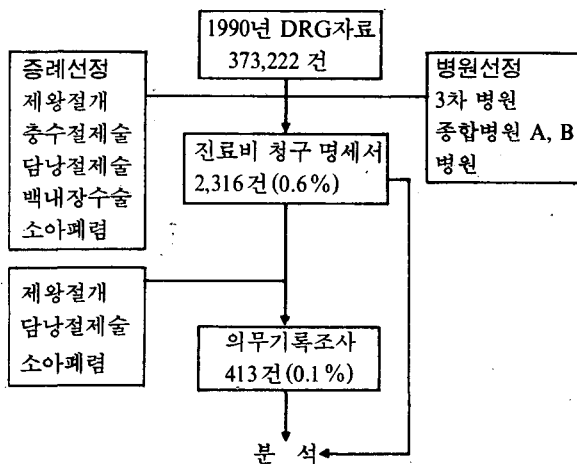 1990년 DRG자료
373,222 건
증례선정
제왕절개
충수절제술
담낭절제술
백내장수술
소아폐렴
병원선정
3차 병원
종합병원 A, B
병원
진료비 청구 명세서
2,316 건(0.6%)
제왕절개
담낭절제술
소아폐렴
의무기록조사
413건(0.1%)
분 석